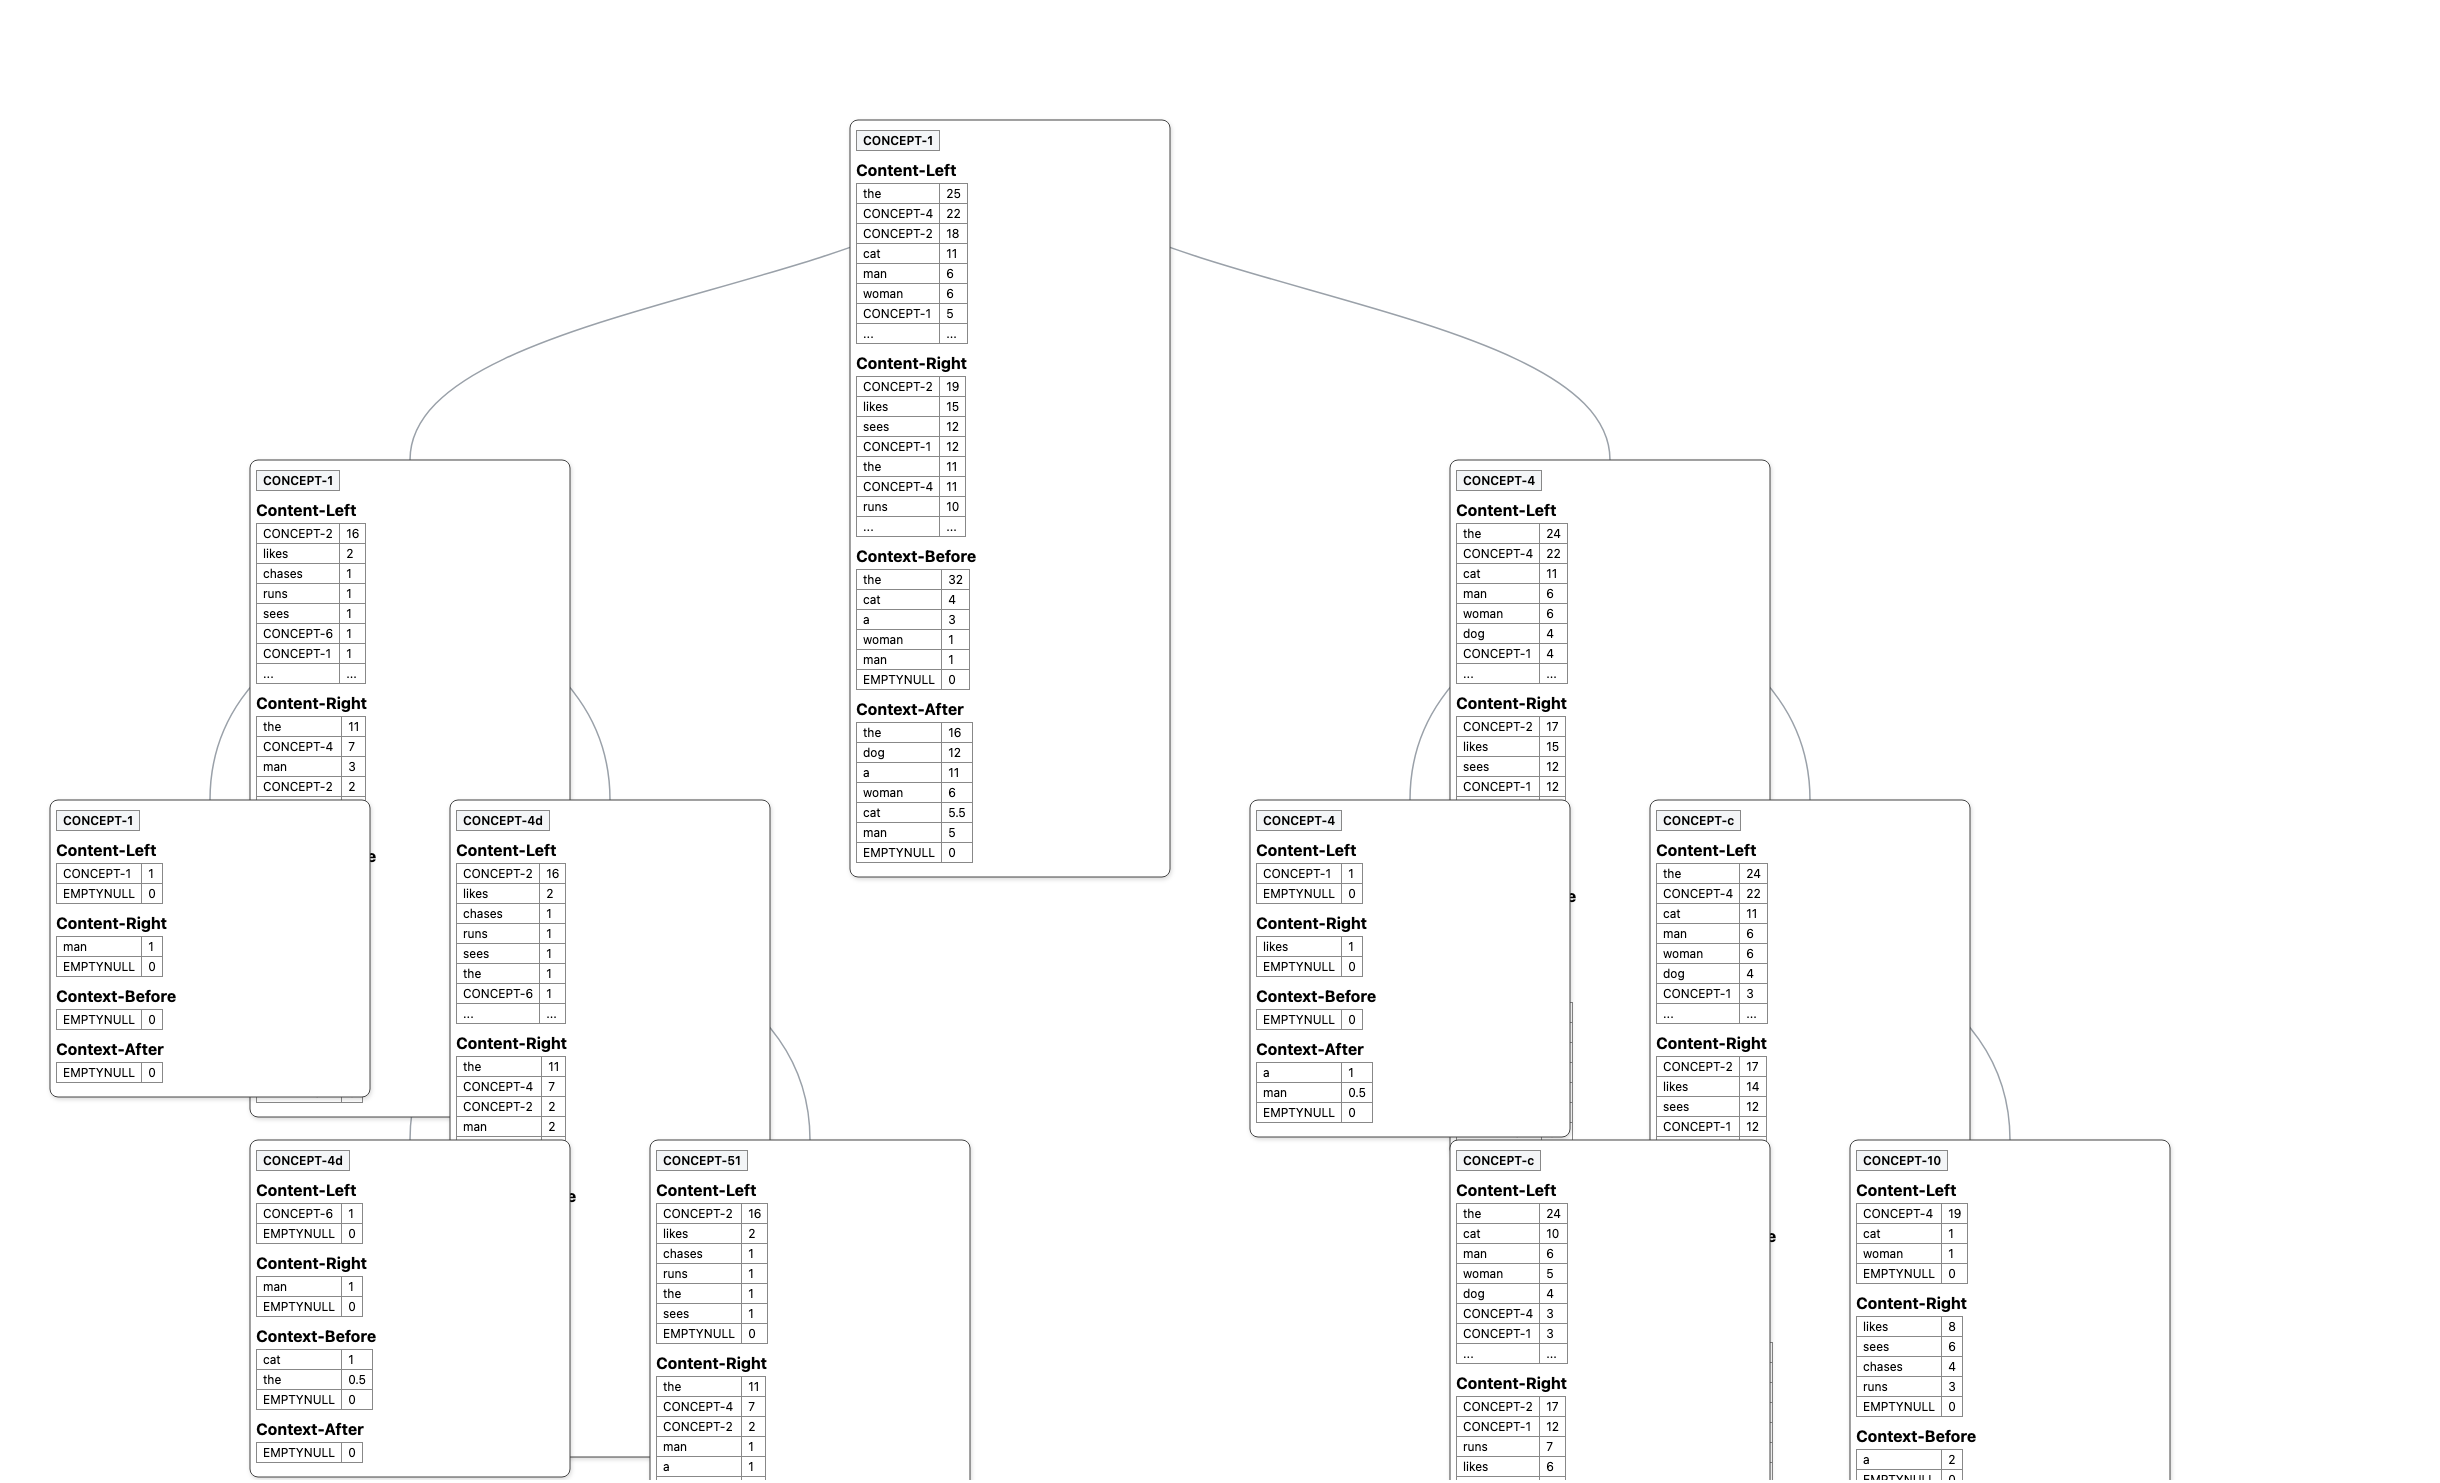 CONCEPT-1
Content-Left
the 25
CONCEPT-4 22
CONCEPT-2 18
cat 11
man 6
woman 6
CONCEPT-1 5
... ...
Content-Right
CONCEPT-2 19
likes 15
sees 12
CONCEPT-1 12
the 11
CONCEPT-4 11
runs 10
... ...
Context-Before
the 32
cat 4
a 3
woman 1
man 1
EMPTYNULL 0
Context-After
the 16
dog 12
a 11
woman 6
cat 5.5
man 5
EMPTYNULL 0
CONCEPT-1
Content-Left
CONCEPT-2 16
likes 2
chases 1
runs 1
sees 1
CONCEPT-6 1
CONCEPT-1 1
... ...
Content-Right
the 11
CONCEPT-4 7
man 3
CONCEPT-2 2
e
CONCEPT-4
Content-Left
the 24
CONCEPT-4 22
cat 11
man 6
woman 6
dog 4
CONCEPT-1 4
... ...
Content-Right
CONCEPT-2 17
likes 15
sees 12
CONCEPT-1 12
e
CONCEPT-1
Content-Left
CONCEPT-1 1
EMPTYNULL 0
Content-Right
man 1
EMPTYNULL 0
Context-Before
EMPTYNULL 0
Context-After
EMPTYNULL 0
CONCEPT-4d
Content-Left
CONCEPT-2 16
likes 2
chases 1
runs 1
sees 1
the 1
CONCEPT-6 1
... ...
Content-Right
the 11
CONCEPT-4 7
CONCEPT-2 2
man 2
e
CONCEPT-4
Content-Left
CONCEPT-1 1
EMPTYNULL 0
Content-Right
likes 1
EMPTYNULL 0
Context-Before
EMPTYNULL 0
Context-After
a 1
man 0.5
EMPTYNULL 0
CONCEPT-c
Content-Left
the 24
CONCEPT-4 22
cat 11
man 6
woman 6
dog 4
CONCEPT-1 3
... ...
Content-Right
CONCEPT-2 17
likes 14
sees 12
CONCEPT-1 12
e
CONCEPT-4d
Content-Left
CONCEPT-6 1
EMPTYNULL 0
Content-Right
man 1
EMPTYNULL 0
Context-Before
cat 1
the 0.5
EMPTYNULL 0
Context-After
EMPTYNULL 0
CONCEPT-51
Content-Left
CONCEPT-2 16
likes 2
chases 1
runs 1
the 1
sees 1
EMPTYNULL 0
Content-Right
the 11
CONCEPT-4 7
CONCEPT-2 2
man 1
a 1
CONCEPT-c
Content-Left
the 24
cat 10
man 6
woman 5
dog 4
CONCEPT-4 3
CONCEPT-1 3
... ...
Content-Right
CONCEPT-2 17
CONCEPT-1 12
runs 7
likes 6
CONCEPT-10
Content-Left
CONCEPT-4 19
cat 1
woman 1
EMPTYNULL 0
Content-Right
likes 8
sees 6
chases 4
runs 3
EMPTYNULL 0
Context-Before
a 2
EMPTYNULL 0